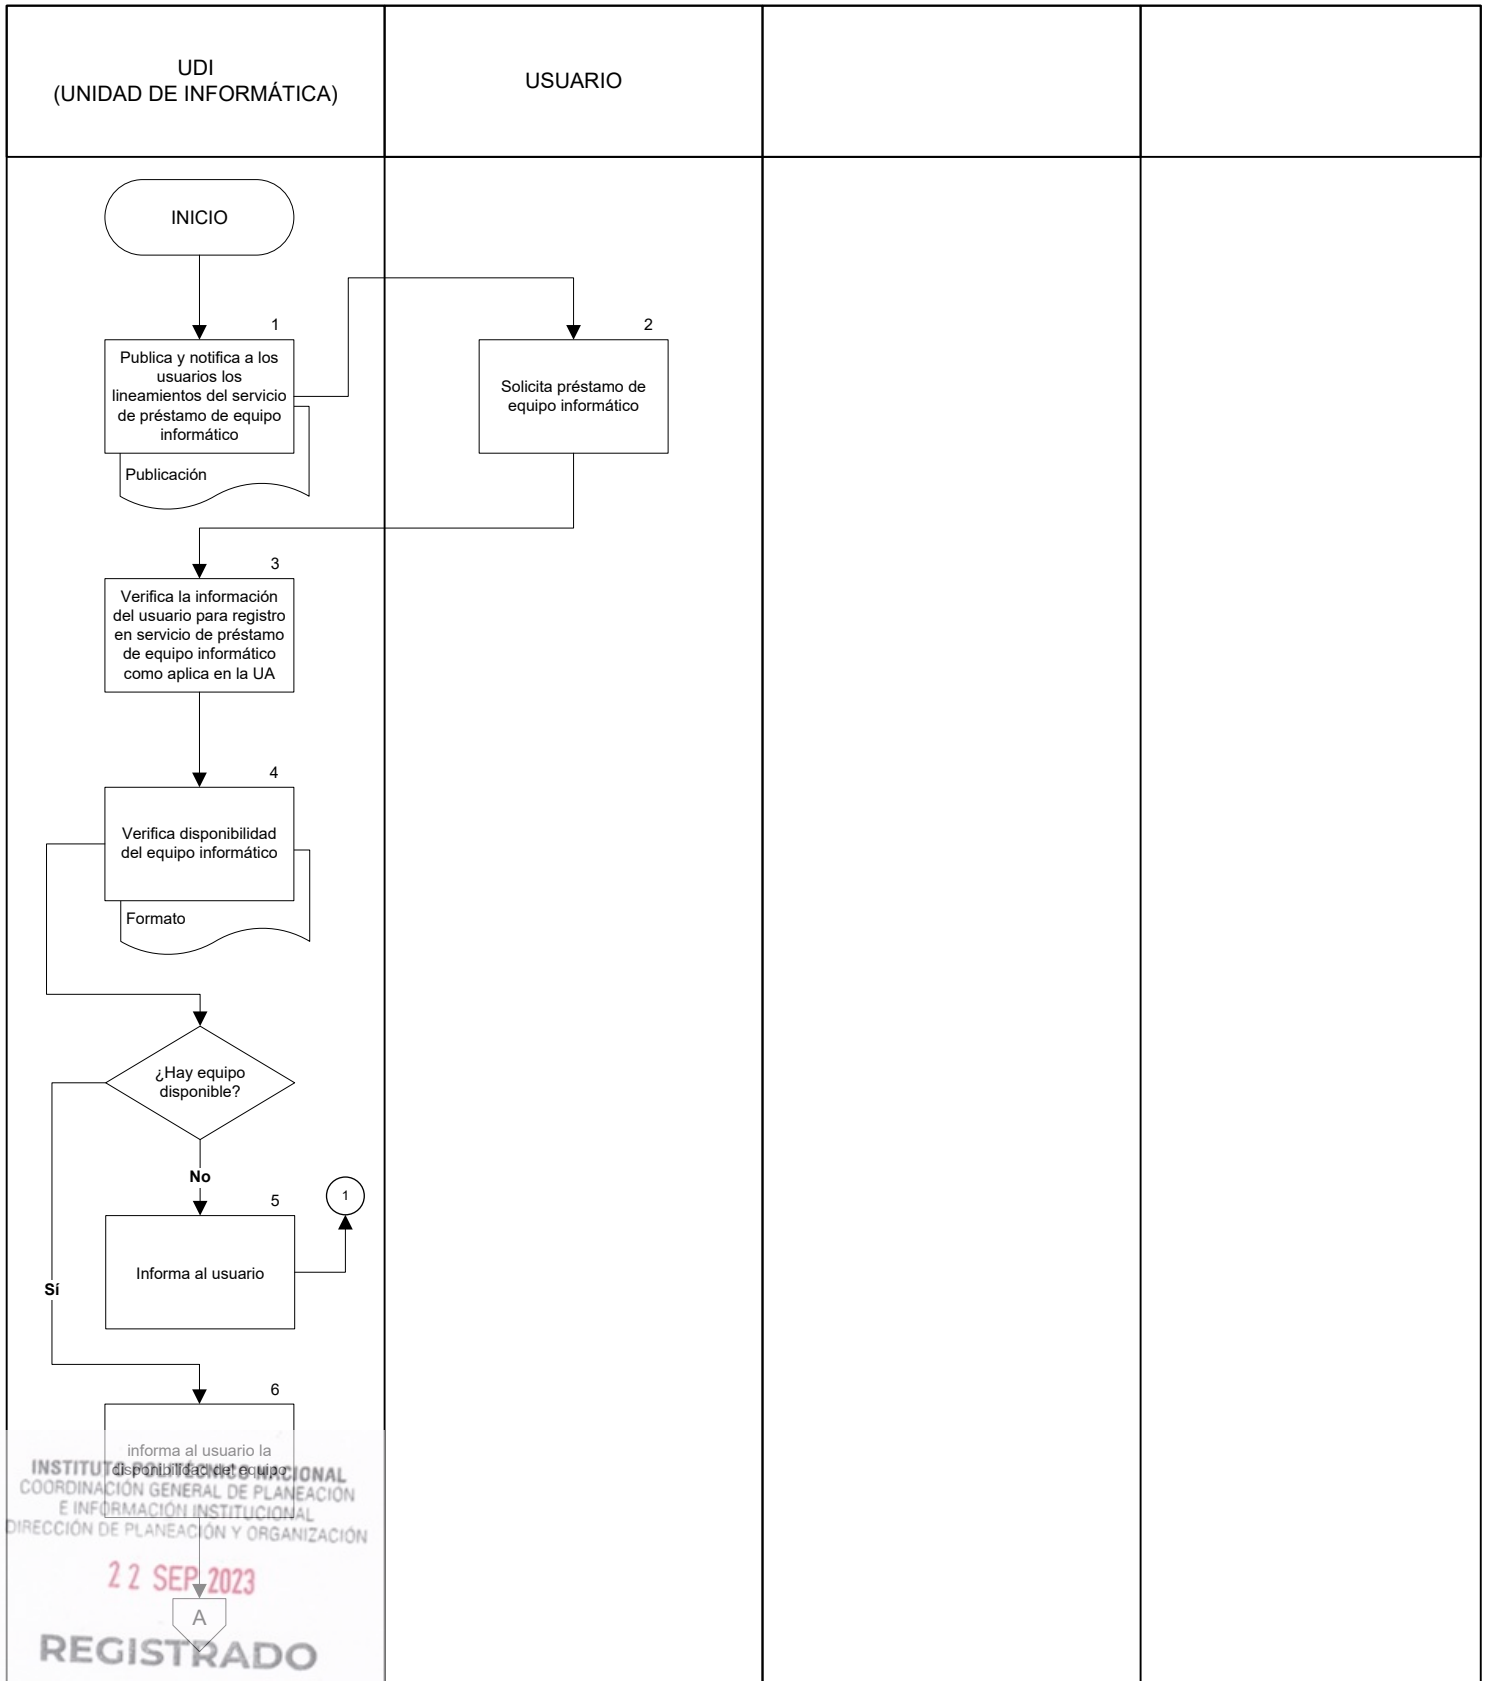 UDI
(UNIDAD DE INFORMÁTICA)
USUARIO
INICIO
1
Publica y notifica a los
usuarios los
lineamientos del servicio
de préstamo de equipo
informático
Publicación
2
Solicita préstamo de
equipo informático
3
Verifica la información
del usuario para registro
en servicio de préstamo
de equipo informático
como aplica en la UA
4
Verifica disponibilidad
del equipo informático
Formato
¿Hay equipo
disponible?
No
Sí
5
Informa al usuario
1
6
informa al usuario la
disponibilidad del equipo
INSTITUTO POLITÉCNICO NACIONAL
COORDINACIÓN GENERAL DE PLANEACIÓN
E INFORMACIÓN INSTITUCIONAL
DIRECCIÓN DE PLANEACIÓN Y ORGANIZACIÓN
22 SEP 2023
A
REGISTRADO